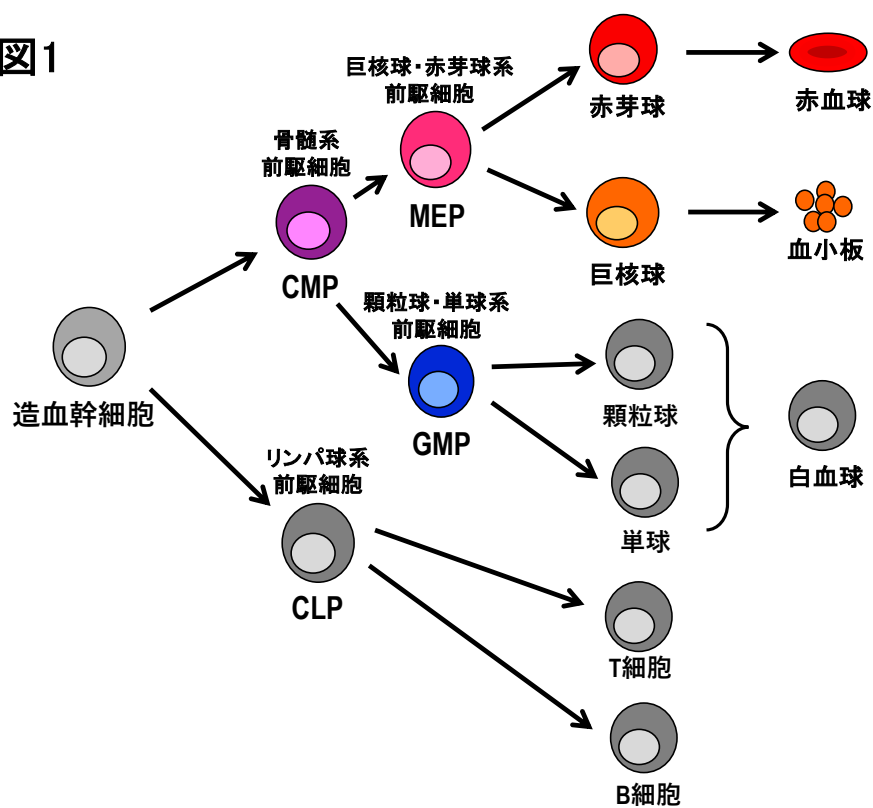 図1
巨核球・赤芽球系
前駆細胞
MEP
赤芽球
赤血球
骨髄系
前駆細胞
CMP
巨核球
血小板
顆粒球・単球系
前駆細胞
GMP
造血幹細胞
顆粒球
単球
白血球
リンパ球系
前駆細胞
CLP
T細胞
B細胞